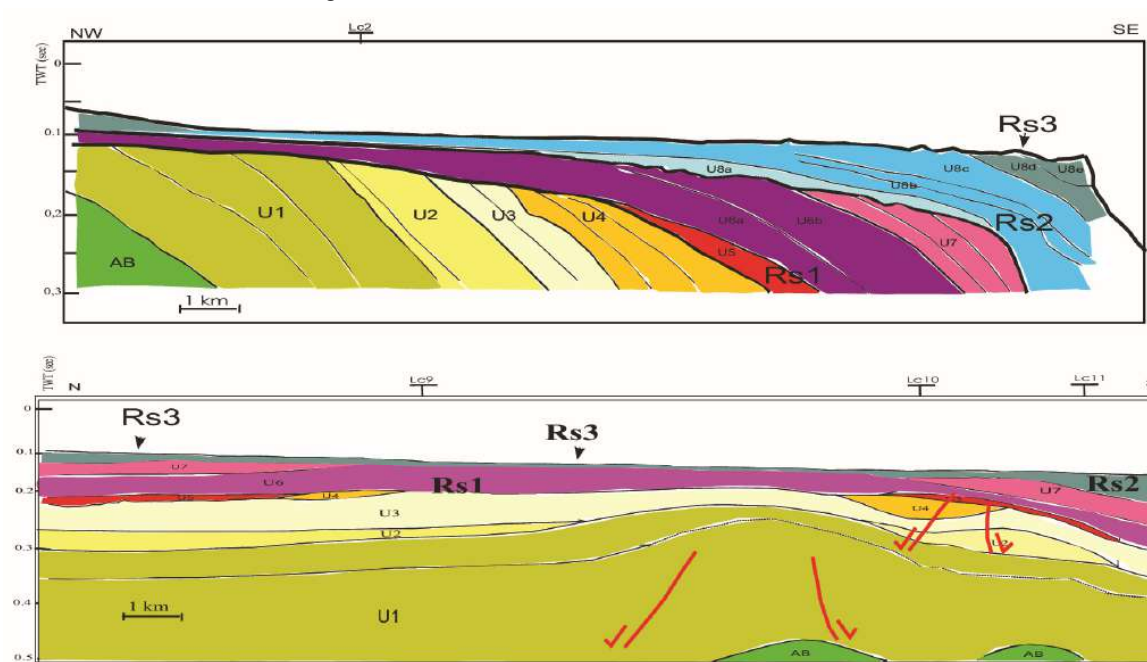 Lc2
NW
SE
TWT (sec)
0
0.1
0,2
0,3
Rs3
U8a
U8c
U8d
U8e
U8b
Rs2
U1
U2
U3
U4
U6a
U6b
U7
U5
Rs1
AB
1 km
TWT (sec)
N
Lc9
Lc10
Lc11
0
Rs3
Rs3
0.1
U7
U6
Rs1
U7
Rs2
0.2
U5
U4
U4
U3
U2
U2
0.3
0.4
1 km
U1
0.5
AB
AB